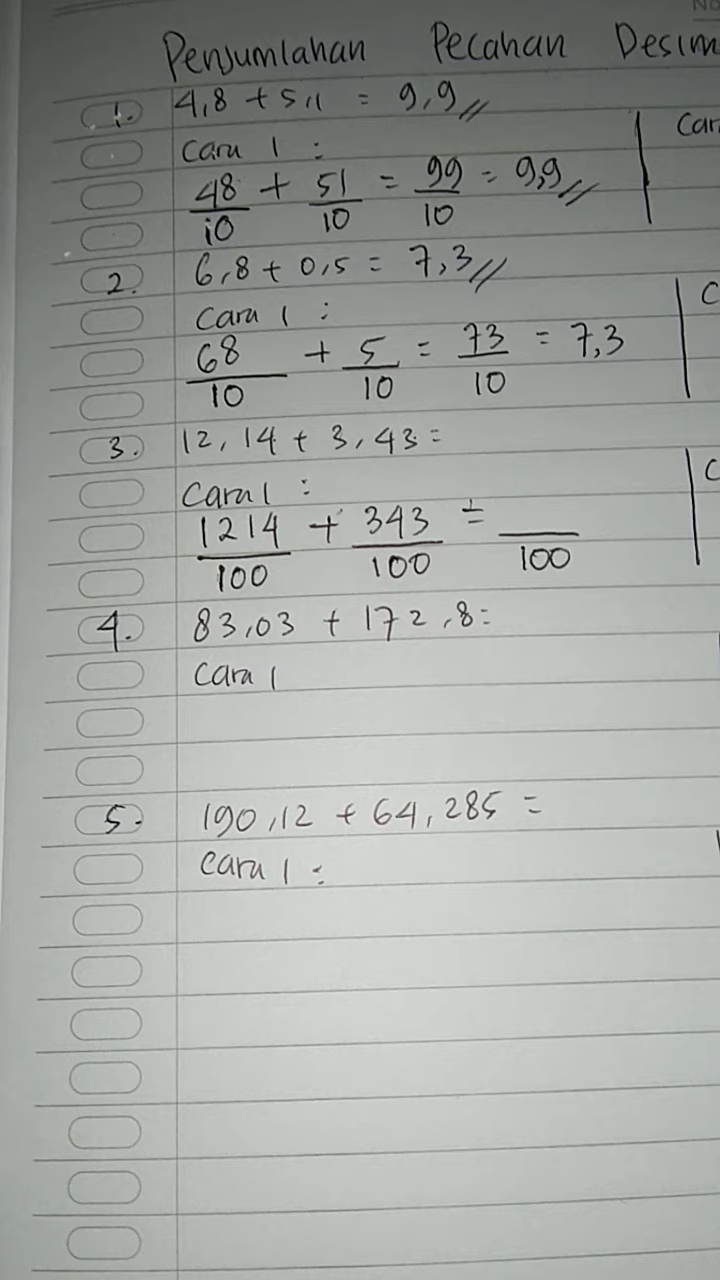 No
Penjumlahan Pecahan Desim
1. 4,8 + 5,1 = 9,9 //
Cara 1 :
Car
48/10 + 51/10 = 99/10 = 9,9 //
2. 6,8 + 0,5 = 7,3 //
Cara 1 :
C
68/10 + 5/10 = 73/10 = 7,3
3. 12,14 + 3,43 =
Cara 1 :
C
1214/100 + 343/100 = __/100
4. 83,03 + 172,8 =
Cara 1
5. 190,12 + 64,285 =
Cara 1 :